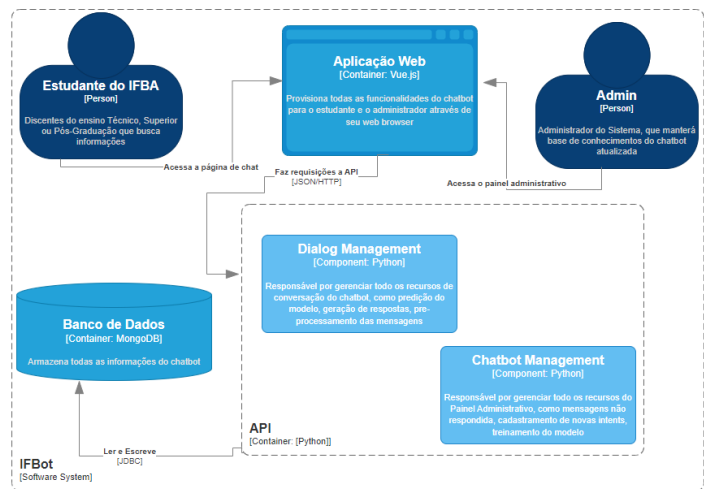 Estudante do IFBA
[Person]
Discentes do ensino Técnico, Superior
ou Pós-Graduação que busca
informações
Aplicação Web
[Container: Vue.js]
Provisiona todas as funcionalidades do chatbot
para o estudante e o administrador através de
seu web browser
Admin
[Person]
Administrador do Sistema, que manterá
base de conhecimentos do chatbot
atualizada
Acessa a página de chat
Faz requisições a API
[JSON/HTTP]
Acessa o painel administrativo
Dialog Management
[Component: Python]
Responsável por gerenciar todo os recursos de
conversação do chatbot, como predição do
modelo, geração de respostas, pre-
processamento das mensagens
Banco de Dados
[Container: MongoDB]
Armazena todas as informações do chatbot
Chatbot Management
[Component: Python]
Responsável por gerenciar todo os recursos do
Painel Administrativo, como mensagens não
respondida, cadastramento de novas intents,
treinamento do modelo
API
[Container: [Python]]
Ler e Escreve
[JDBC]
IFBot
[Software System]